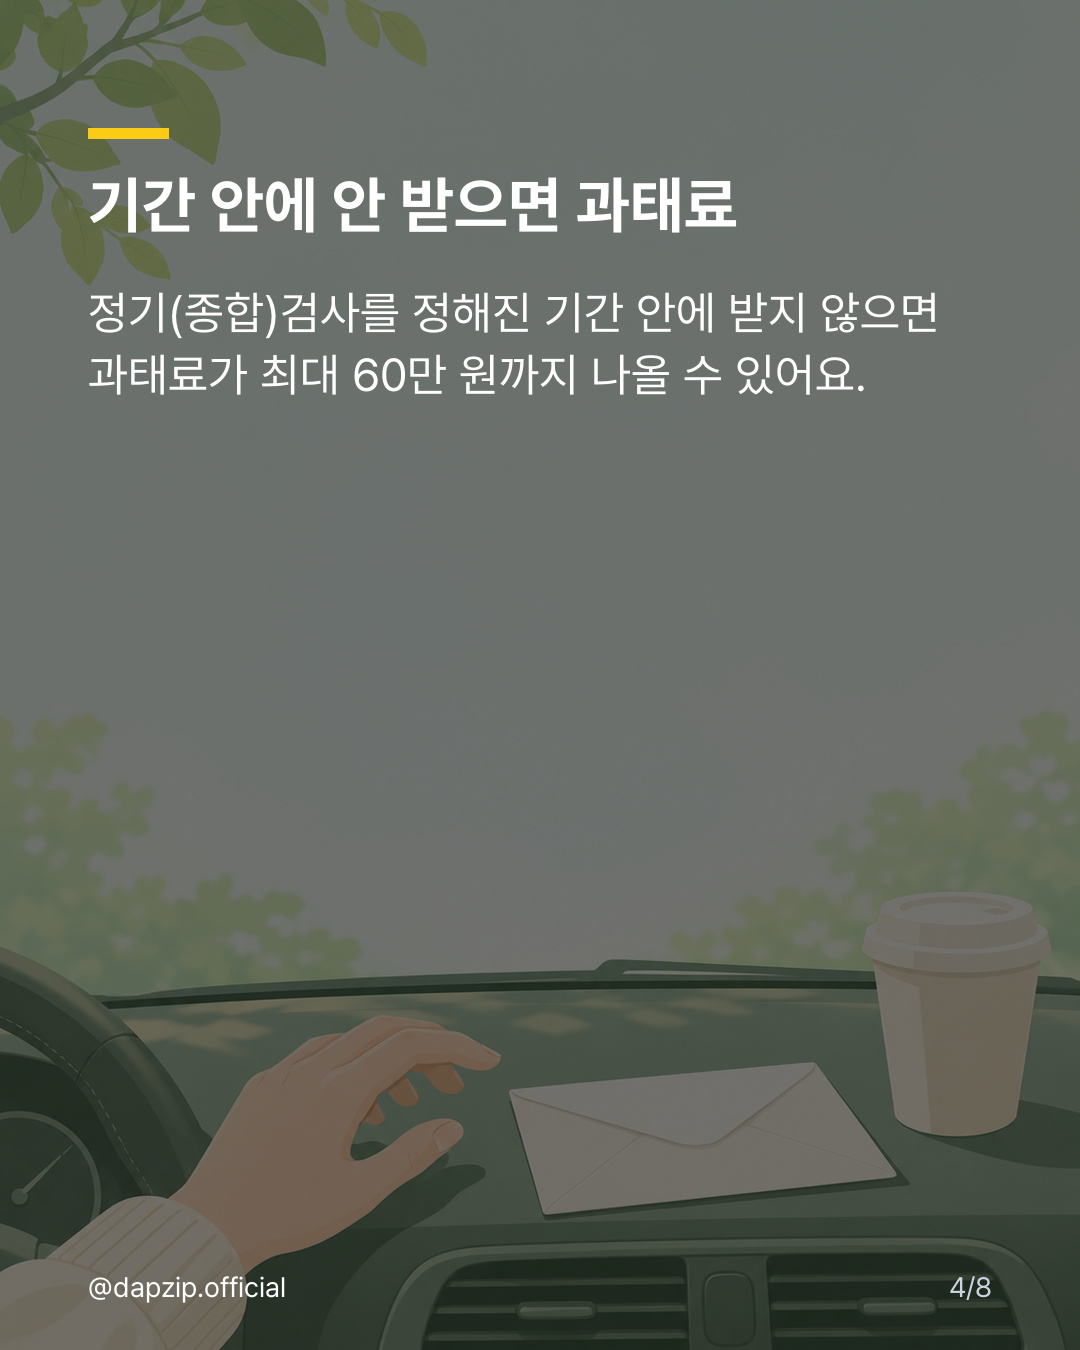 기간 안에 안 받으면 과태료
정기(종합)검사를 정해진 기간 안에 받지 않으면
과태료가 최대 60만 원까지 나올 수 있어요.
@dapzip.official
4/8